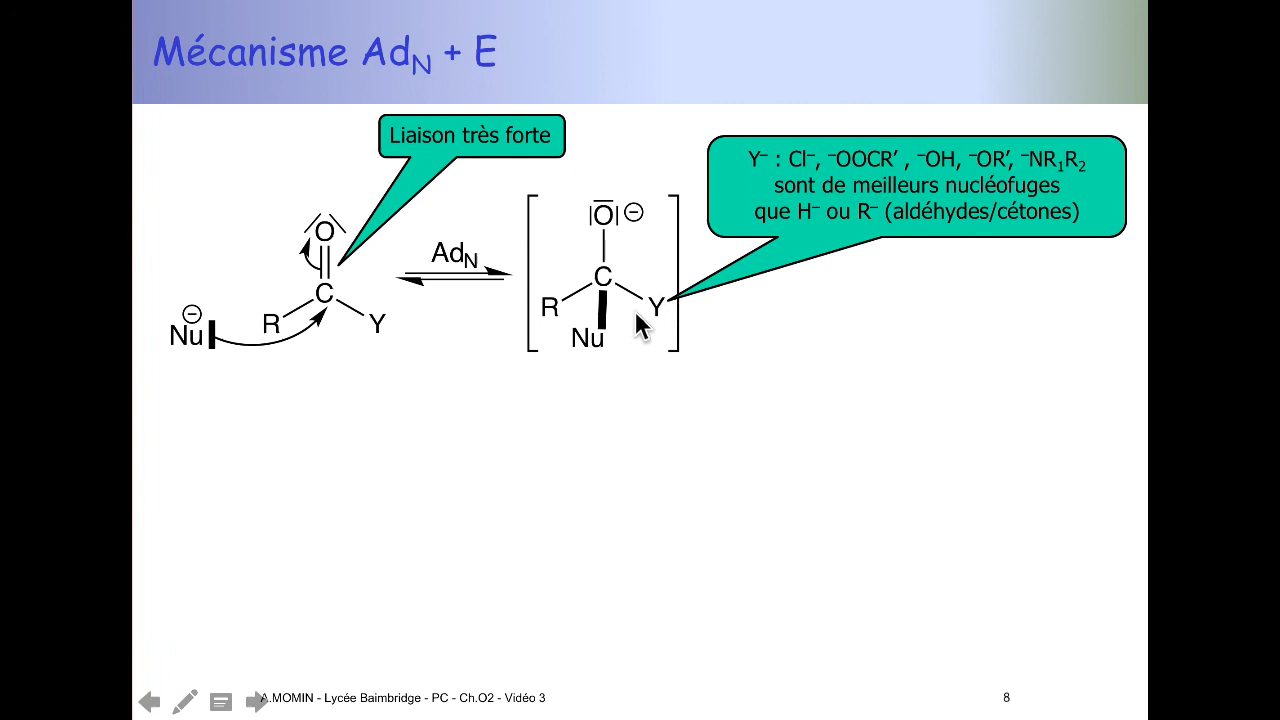 Mécanisme AdN + E
Liaison très forte
Y– : Cl–, –OOCR’ , –OH, –OR’, –NR1R2
sont de meilleurs nucléofuges
que H– ou R– (aldéhydes/cétones)
O
C
R
Y
Nu
⊖
AdN
|O| ⊖
C
R
Y
Nu
A.MOMIN - Lycée Baimbridge - PC - Ch.O2 - Vidéo 3
8